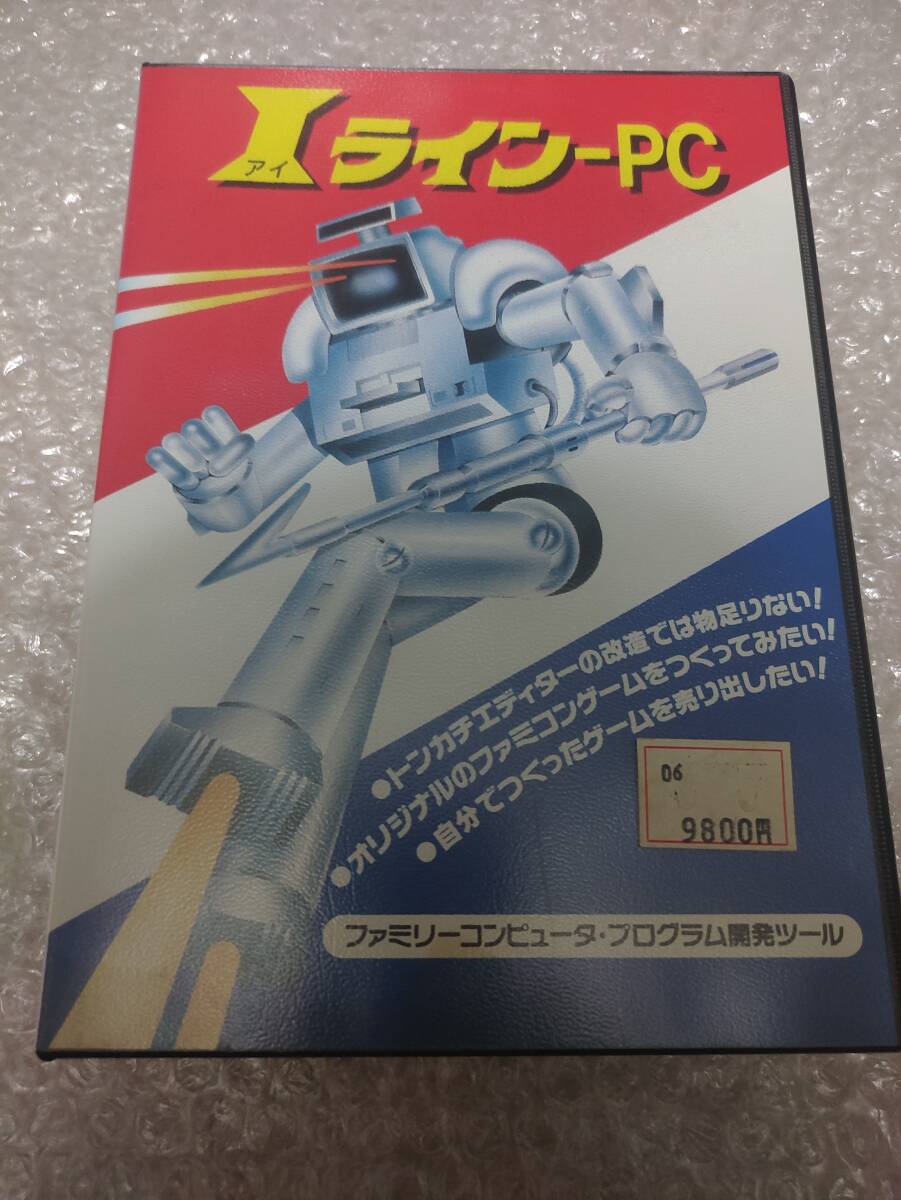 Iライン-PC
アイ
●トンカチエディターの改造では物足りない!
●オリジナルのファミコンゲームをつくってみたい!
●自分でつくったゲームを売り出したい!
06
9800円
ファミリーコンピュータ・プログラム開発ツール